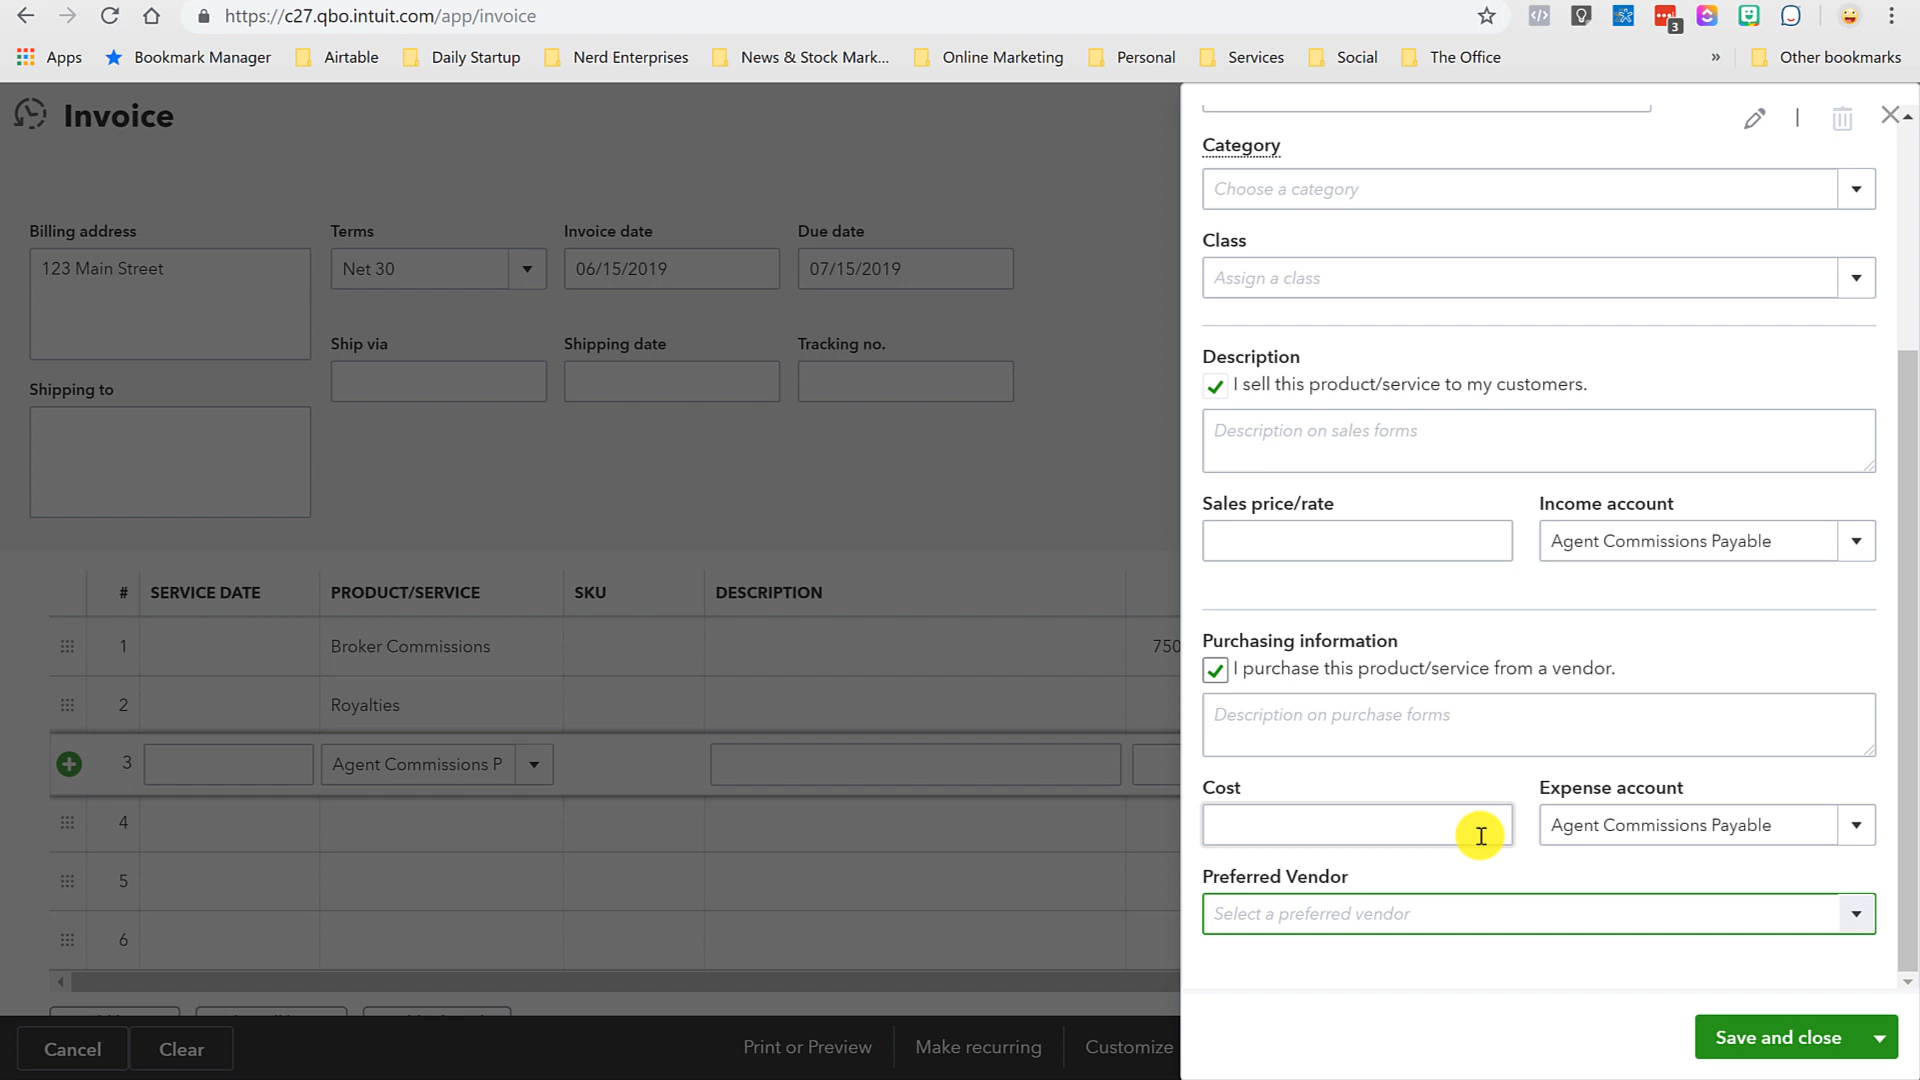 https://c27.qbo.intuit.com/app/invoice
3
Apps
Bookmark Manager
Airtable
Daily Startup
Nerd Enterprises
News & Stock Mark...
Online Marketing
Personal
Services
Social
The Office
»
Other bookmarks
Invoice
Billing address
123 Main Street
Terms
Net 30
Invoice date
06/15/2019
Due date
07/15/2019
Ship via
Shipping date
Tracking no.
Shipping to
# SERVICE DATE PRODUCT/SERVICE SKU DESCRIPTION
1 Broker Commissions 750
2 Royalties
3 Agent Commissions P
4
5
6
Cancel
Clear
Print or Preview
Make recurring
Customize
Category
Choose a category
Class
Assign a class
Description
I sell this product/service to my customers.
Description on sales forms
Sales price/rate
Income account
Agent Commissions Payable
Purchasing information
I purchase this product/service from a vendor.
Description on purchase forms
Cost
Expense account
Agent Commissions Payable
Preferred Vendor
Select a preferred vendor
Save and close